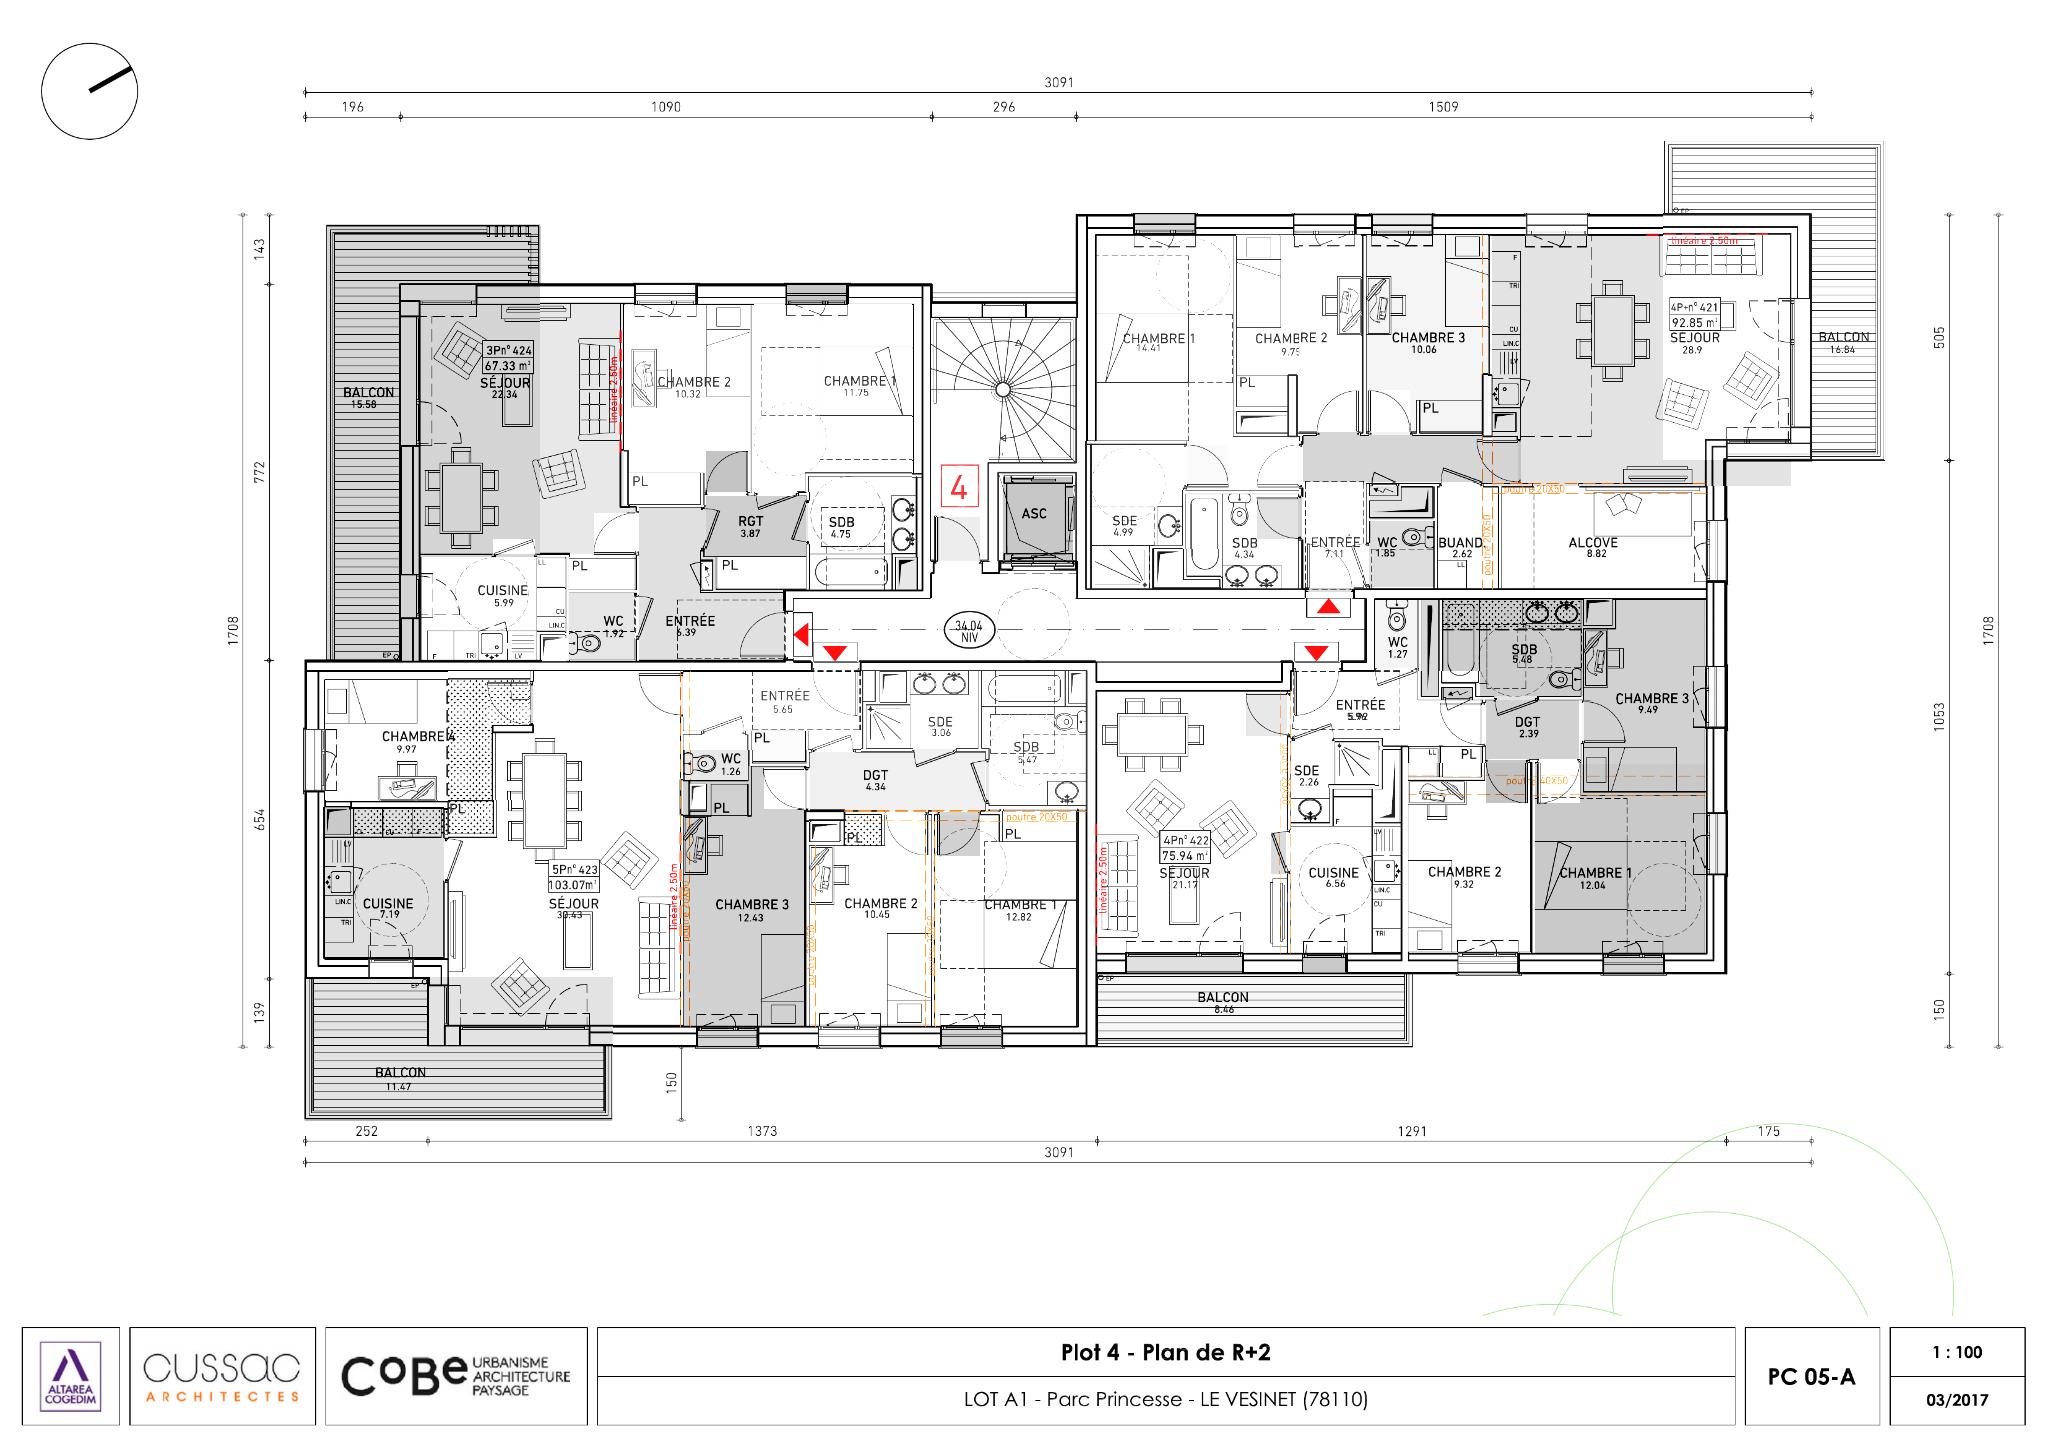 3091
196
1090
296
1509
143
772
1708
654
139
505
1053
150
1708
EP
3Pn° 424
67.33 m²
SÉJOUR
22.34
BALCON
15.58
linéaire 2.50m
CHAMBRE 2
10.32
CHAMBRE 1
11.75
PL
RGT
3.87
SDB
4.75
PL
PL
CUISINE
5.99
LL
CU
LIN.C
F
TRI
LV
WC
1.92
ENTRÉE
6.39
EP
4
ASC
34.04
NIV
CHAMBRE 1
14.41
CHAMBRE 2
9.75
PL
CHAMBRE 3
10.06
PL
F
TRI
CU
LIN.C
LV
linéaire 2.50m
4P+n° 421
92.85 m²
SÉJOUR
28.9
BALCON
16.84
poutre 20X50
poutre 20X50
SDE
4.99
SDB
4.34
ENTRÉE
7.11
WC
1.85
BUAND.
2.62
LL
ALCOVE
8.82
CHAMBRE 4
9.97
PL
CUISINE
7.19
LV
LIN.C
TRI
5Pn° 423
103.07m²
SÉJOUR
30.43
linéaire 2.50m
ENTRÉE
5.65
PL
WC
1.26
PL
SDE
3.06
SDB
5.47
DGT
4.34
poutre 20X50
CHAMBRE 3
12.43
PL
CHAMBRE 2
10.45
PL
CHAMBRE 1
12.82
EP
BALCON
11.47
150
4Pn° 422
75.94 m²
SÉJOUR
21.17
linéaire 2.50m
ENTRÉE
WC
1.27
SDB
5.48
CHAMBRE 3
9.49
DGT
2.39
SDE
2.26
LL
PL
poutre 40X50
CUISINE
6.56
F
LV
LIN.C
CU
TRI
CHAMBRE 2
9.32
CHAMBRE 1
12.04
EP
BALCON
8.46
252
1373
1291
175
3091
ALTAREA
COGEDIM
CUSSAC
ARCHITECTES
COBE
URBANISME
ARCHITECTURE
PAYSAGE
Plot 4 - Plan de R+2
LOT A1 - Parc Princesse - LE VESINET (78110)
PC 05-A
1 : 100
03/2017